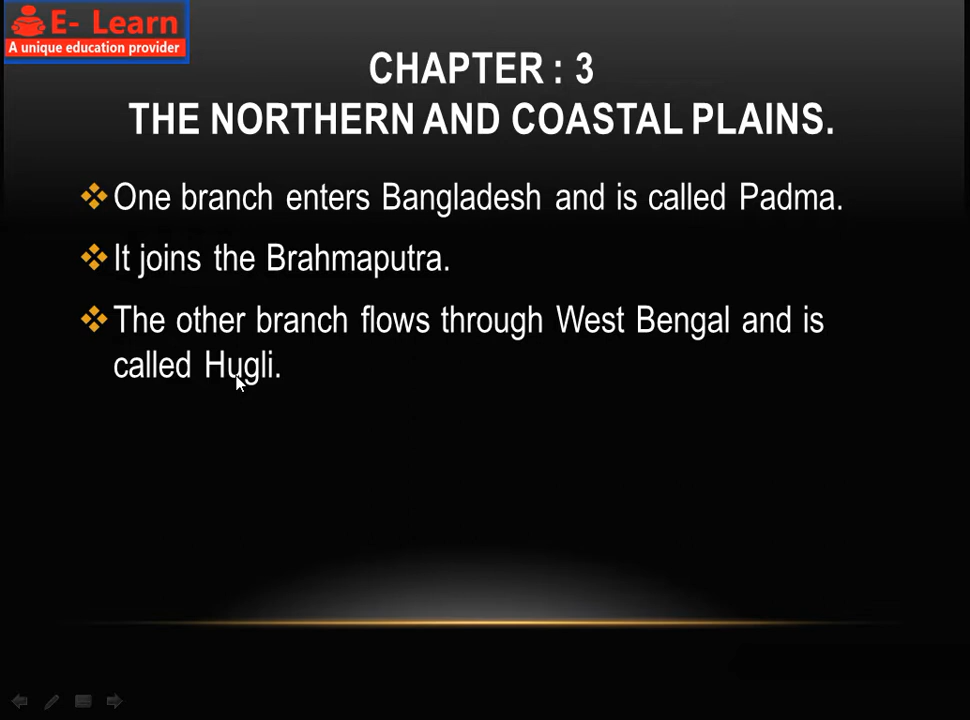 E- Learn
A unique education provider
CHAPTER : 3
THE NORTHERN AND COASTAL PLAINS.
One branch enters Bangladesh and is called Padma.
It joins the Brahmaputra.
The other branch flows through West Bengal and is
called Hugli.